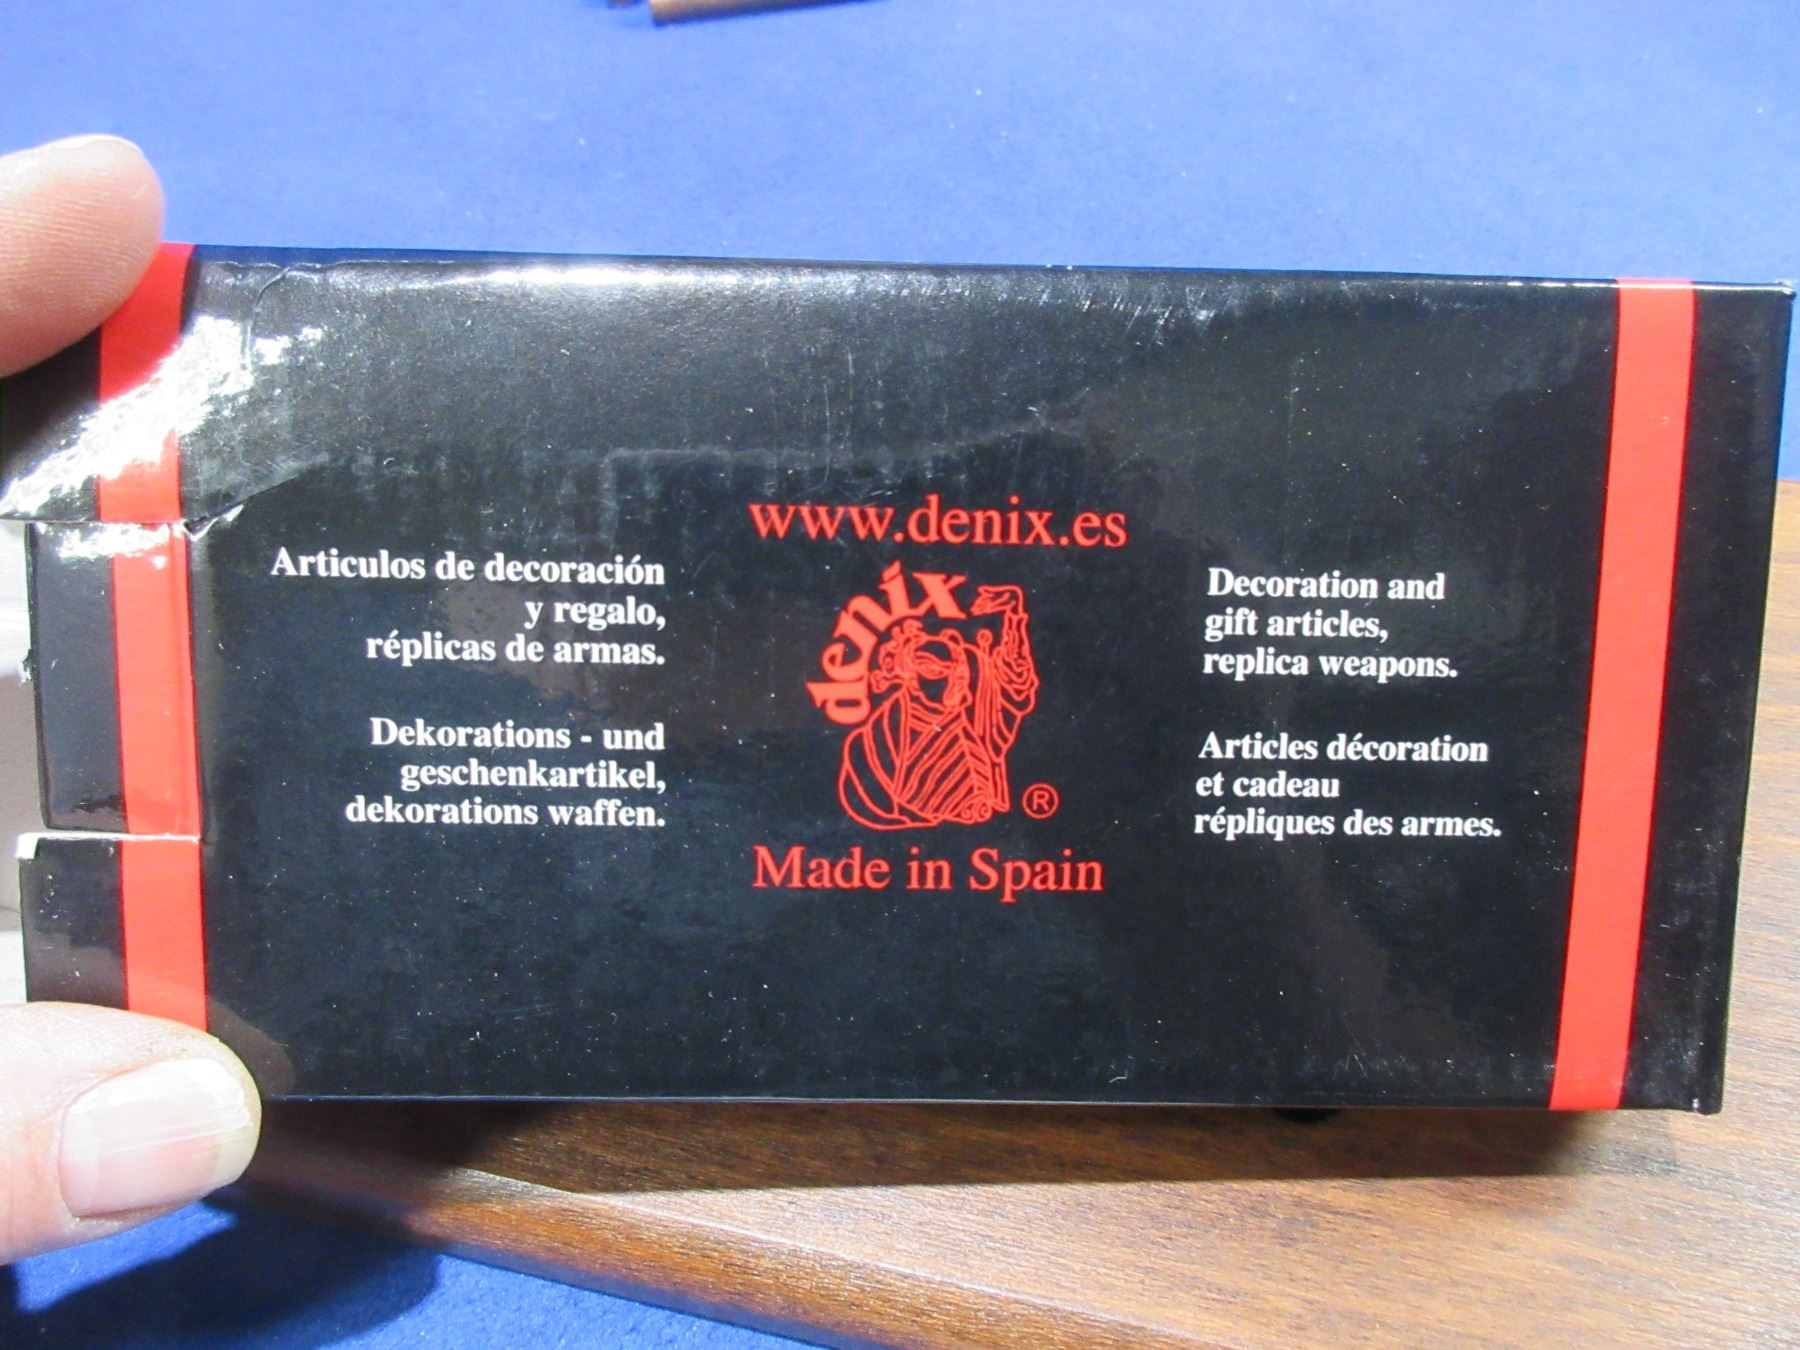 www.denix.es
Articulos de decoración
y regalo,
réplicas de armas.
Dekorations - und
geschenkartikel,
dekorations waffen.
denix
®
Made in Spain
Decoration and
gift articles,
replica weapons.
Articles décoration
et cadeau
répliques des armes.